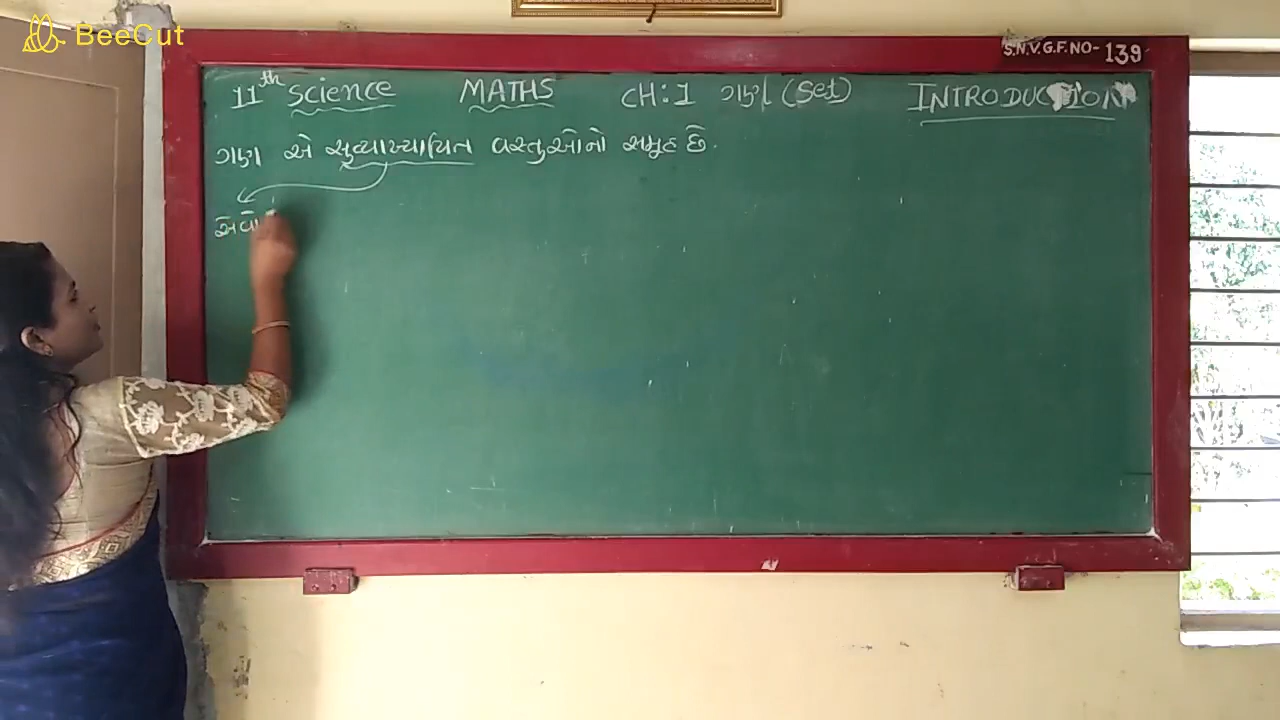 BeeCut
S.N.V.G.F.NO- 139
11th Science MATHS CH:1 ગણ (Set) INTRODUCTION
ગણ એ સુવ્યાખ્યાયિત વસ્તુઓનો સમૂહ છે.